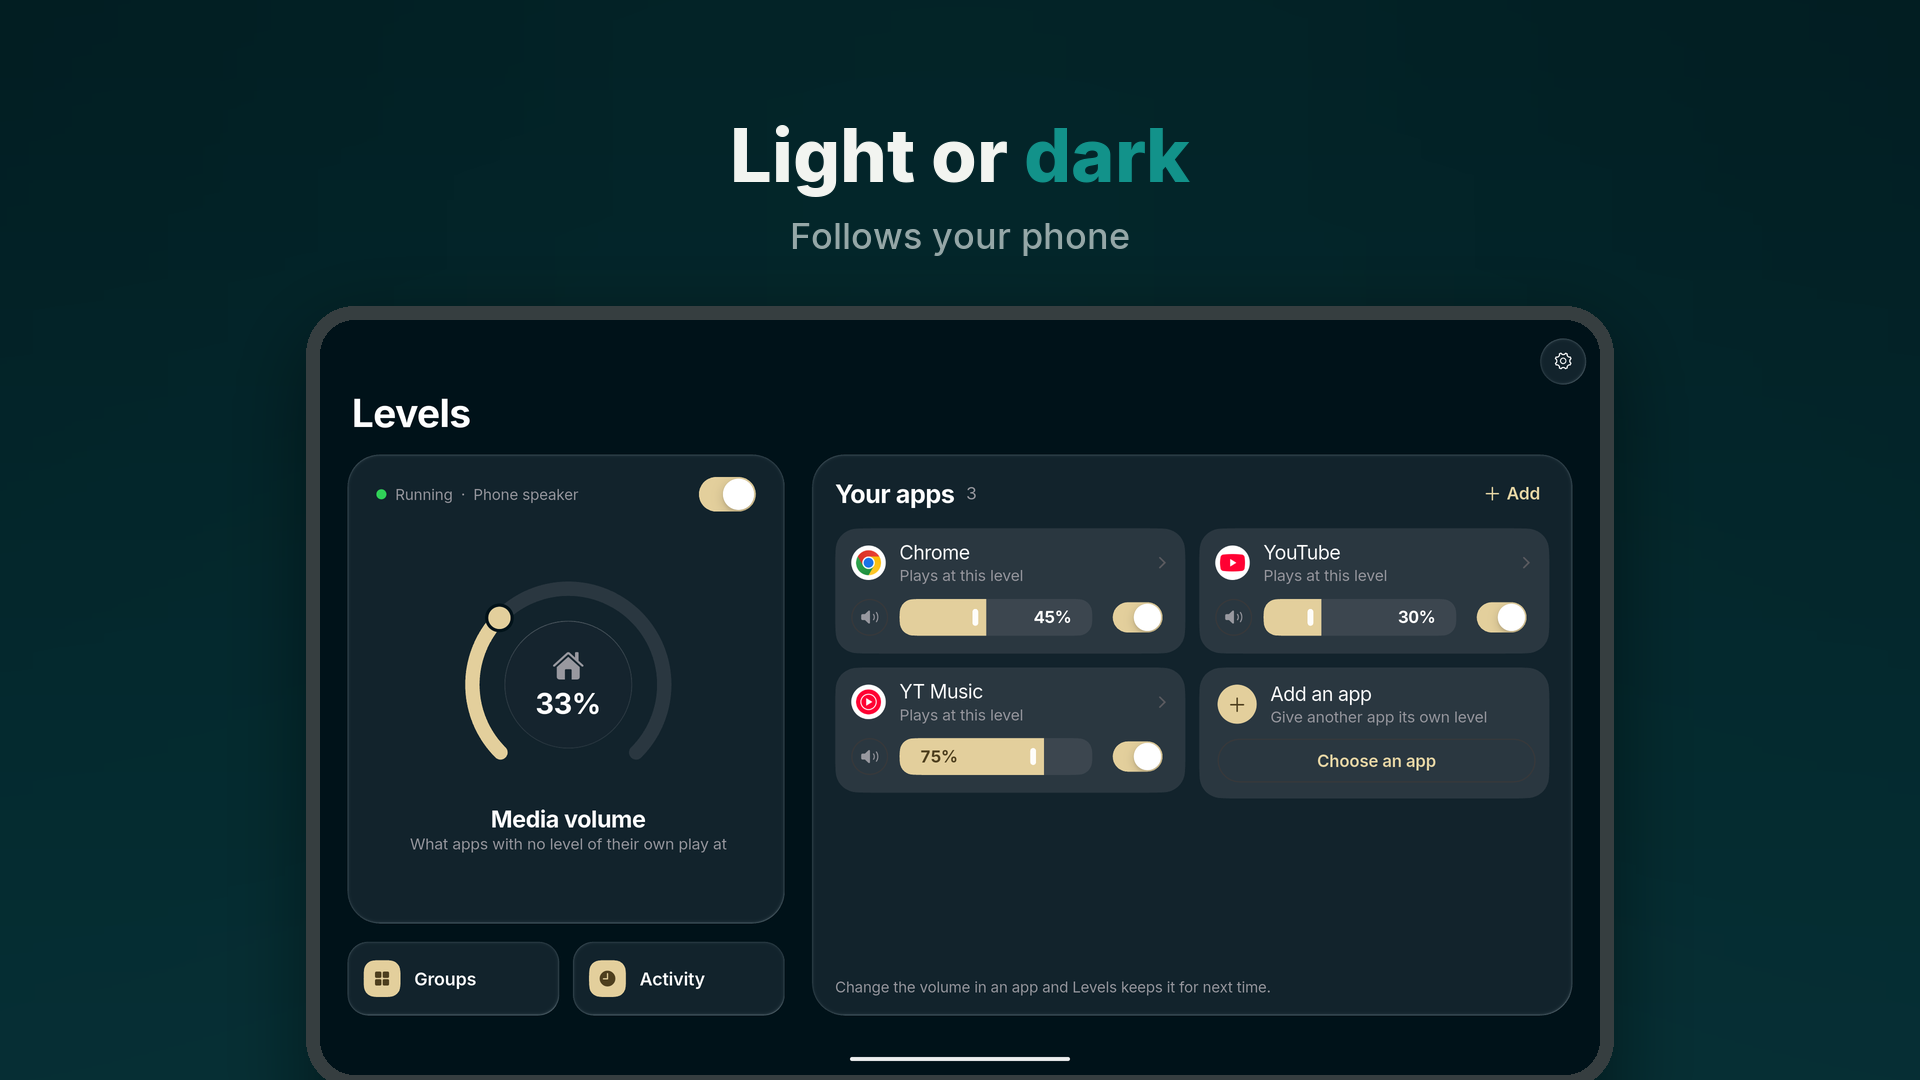 Light or dark
Follows your phone
Levels
Running · Phone speaker
33%
Media volume
What apps with no level of their own play at
Groups
Activity
Your apps 3
+ Add
Chrome
Plays at this level
45%
YouTube
Plays at this level
30%
YT Music
Plays at this level
75%
Add an app
Give another app its own level
Choose an app
Change the volume in an app and Levels keeps it for next time.